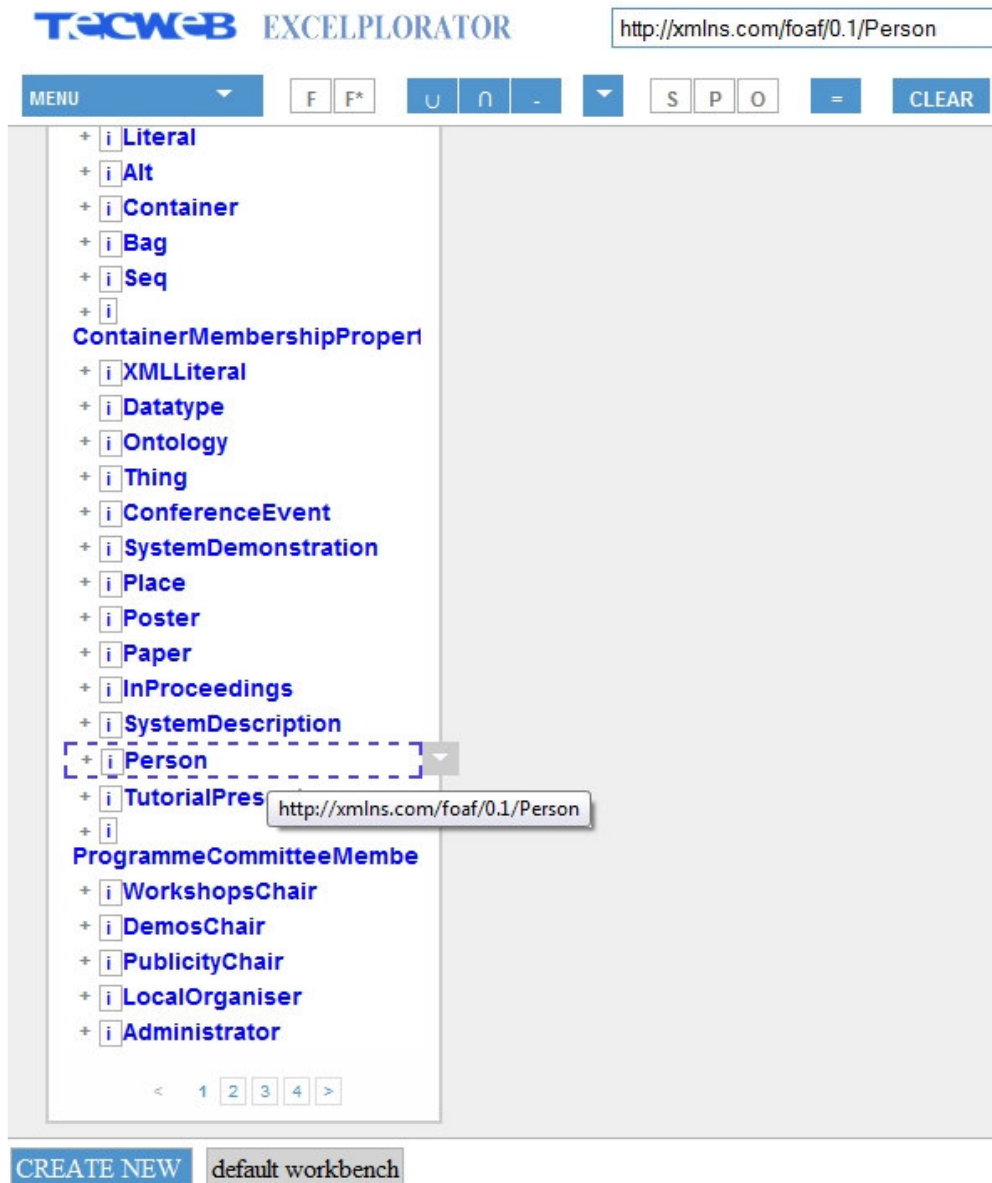 TECWEB EXCELPLORATOR http://xmlns.com/foaf/0.1/Person
MENU F F* ∪ ∩ - S P O = CLEAR
+ i Literal
+ i Alt
+ i Container
+ i Bag
+ i Seq
+ i
ContainerMembershipPropert
+ i XMLLiteral
+ i Datatype
+ i Ontology
+ i Thing
+ i ConferenceEvent
+ i SystemDemonstration
+ i Place
+ i Poster
+ i Paper
+ i InProceedings
+ i SystemDescription
+ i Person
+ i TutorialPres
http://xmlns.com/foaf/0.1/Person
+ i
ProgrammeCommitteeMembe
+ i WorkshopsChair
+ i DemosChair
+ i PublicityChair
+ i LocalOrganiser
+ i Administrator
< 1 2 3 4 >
CREATE NEW default workbench